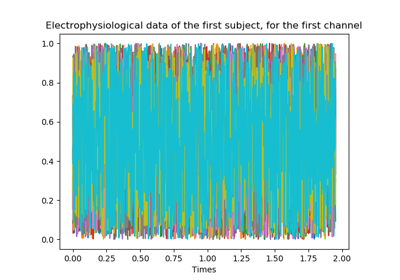 Electrophysiological data of the first subject, for the first channel
1.0
0.8
0.6
0.4
0.2
0.0
0.00 0.25 0.50 0.75 1.00 1.25 1.50 1.75 2.00
Times